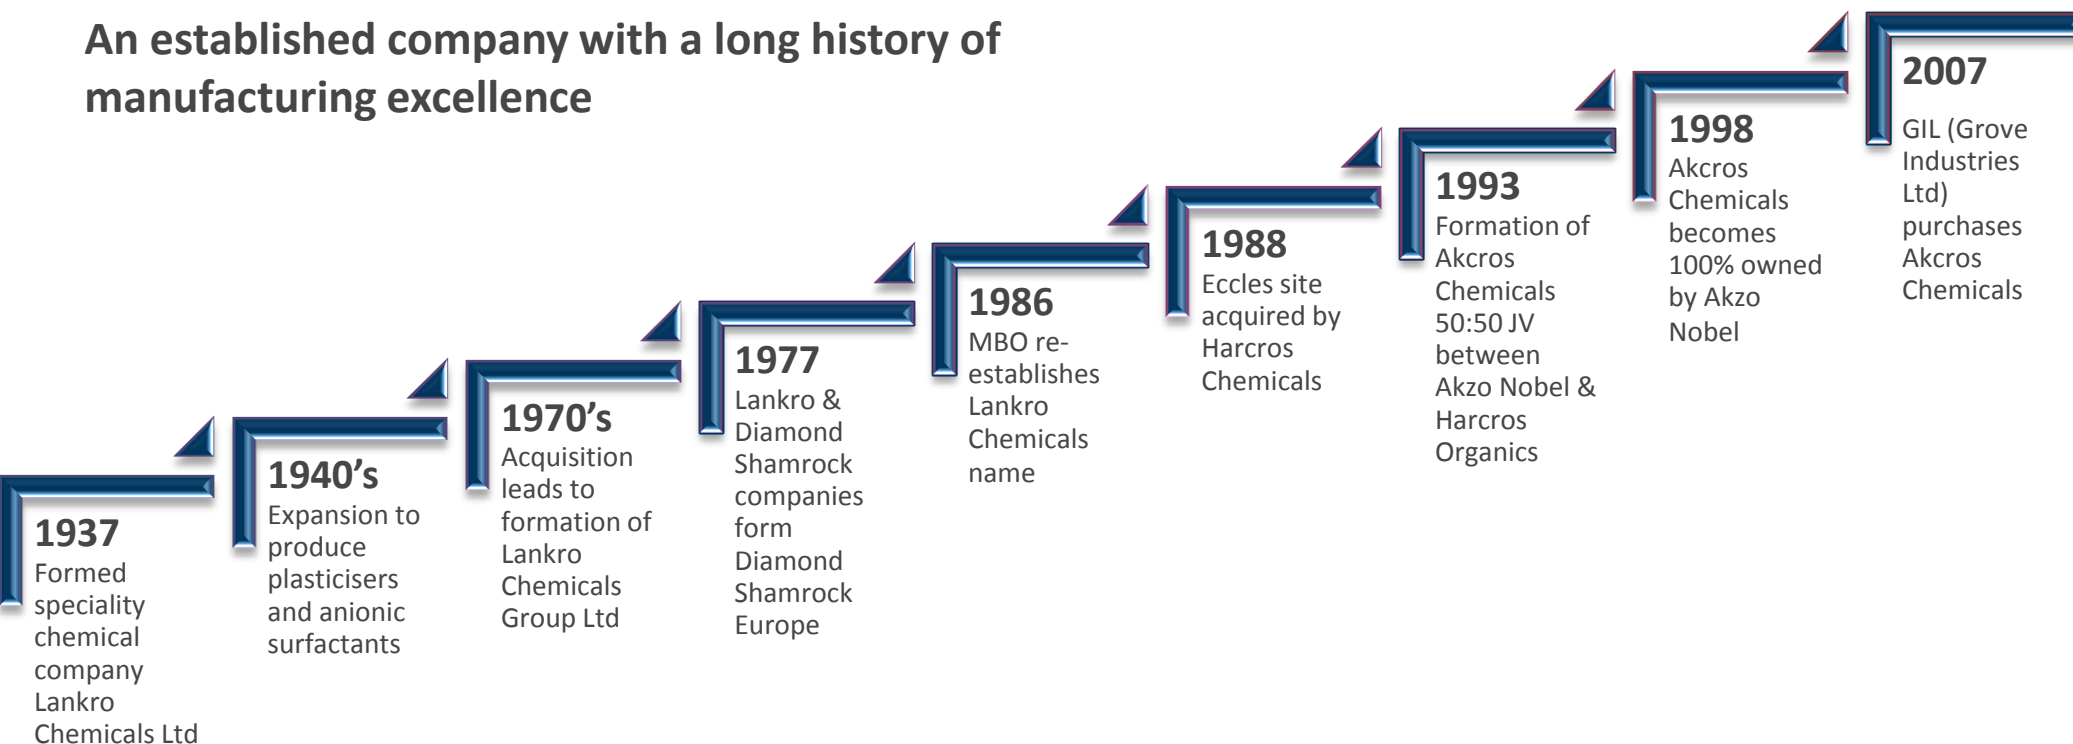 An established company with a long history of
manufacturing excellence
1937
Formed
speciality
chemical
company
Lankro
Chemicals Ltd
1940’s
Expansion to
produce
plasticisers
and anionic
surfactants
1970’s
Acquisition
leads to
formation of
Lankro
Chemicals
Group Ltd
1977
Lankro &
Diamond
Shamrock
companies
form
Diamond
Shamrock
Europe
1986
MBO re-
establishes
Lankro
Chemicals
name
1988
Eccles site
acquired by
Harcros
Chemicals
1993
Formation of
Akcros
Chemicals
50:50 JV
between
Akzo Nobel &
Harcros
Organics
1998
Akcros
Chemicals
becomes
100% owned
by Akzo
Nobel
2007
GIL (Grove
Industries
Ltd)
purchases
Akcros
Chemicals